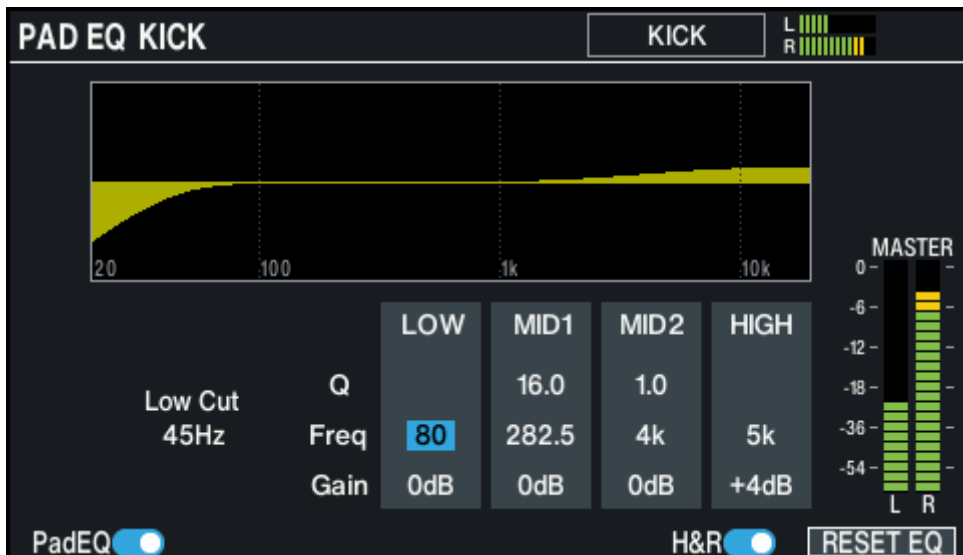 PAD EQ KICK
KICK
L
R
20 100 1k 10k
MASTER
0
-6
-12
-18
-36
-54
L R
LOW MID1 MID2 HIGH
Q 16.0 1.0
Low Cut
45Hz
Freq 80 282.5 4k 5k
Gain 0dB 0dB 0dB +4dB
PadEQ H&R RESET EQ